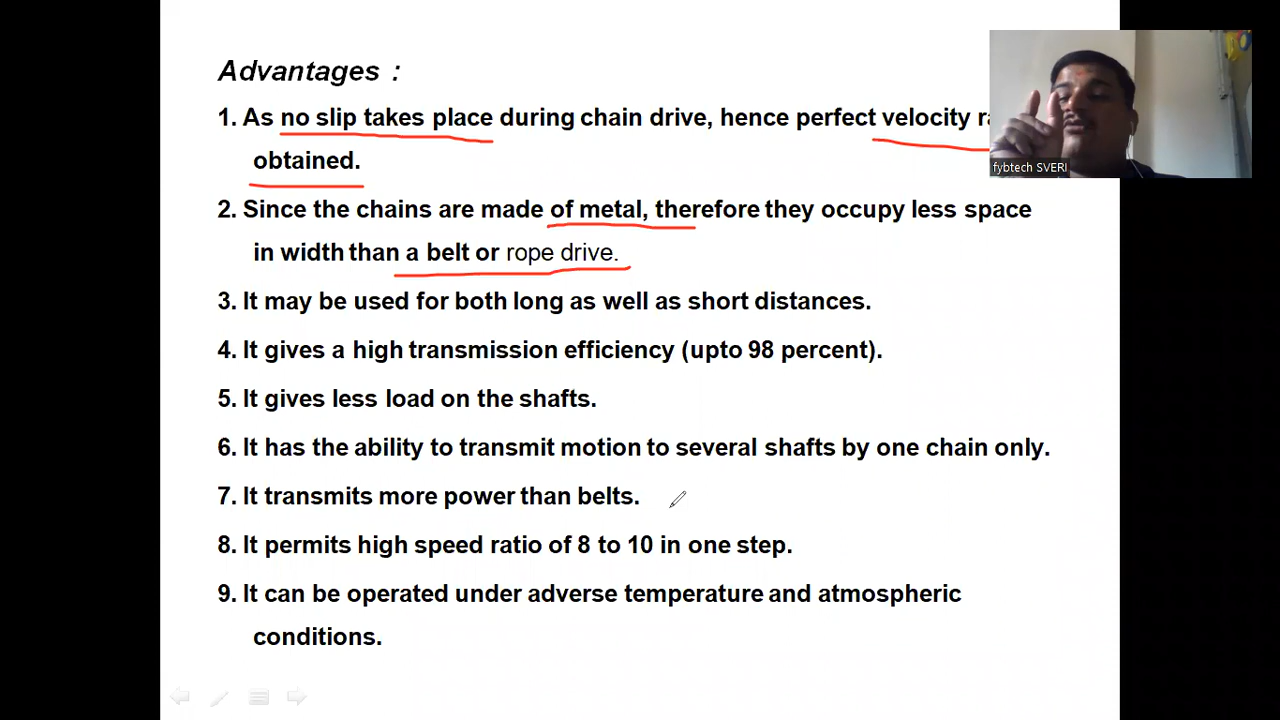 Advantages :
1. As no slip takes place during chain drive, hence perfect velocity
obtained.
fybtech SVERI
2. Since the chains are made of metal, therefore they occupy less space
in width than a belt or rope drive.
3. It may be used for both long as well as short distances.
4. It gives a high transmission efficiency (upto 98 percent).
5. It gives less load on the shafts.
6. It has the ability to transmit motion to several shafts by one chain only.
7. It transmits more power than belts.
8. It permits high speed ratio of 8 to 10 in one step.
9. It can be operated under adverse temperature and atmospheric
conditions.